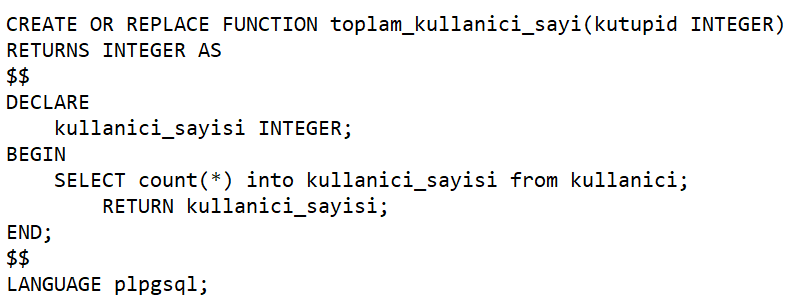 CREATE OR REPLACE FUNCTION toplam_kullanici_sayi(kutupid INTEGER)
RETURNS INTEGER AS
$$
DECLARE
    kullanici_sayisi INTEGER;
BEGIN
    SELECT count(*) into kullanici_sayisi from kullanici;
        RETURN kullanici_sayisi;
END;
$$
LANGUAGE plpgsql;